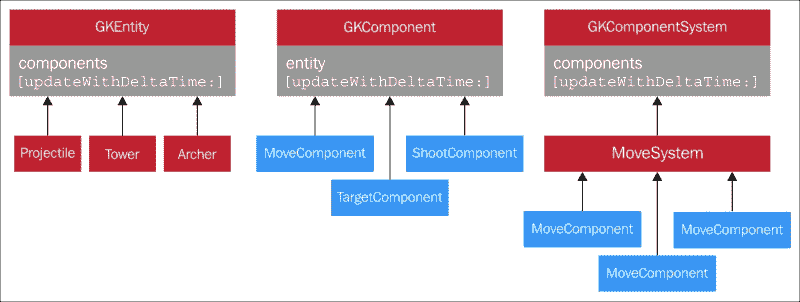 GKEntity
components
[updateWithDeltaTime:]
Projectile
Tower
Archer
GKComponent
entity
[updateWithDeltaTime:]
MoveComponent
ShootComponent
TargetComponent
GKComponentSystem
components
[updateWithDeltaTime:]
MoveSystem
MoveComponent
MoveComponent
MoveComponent